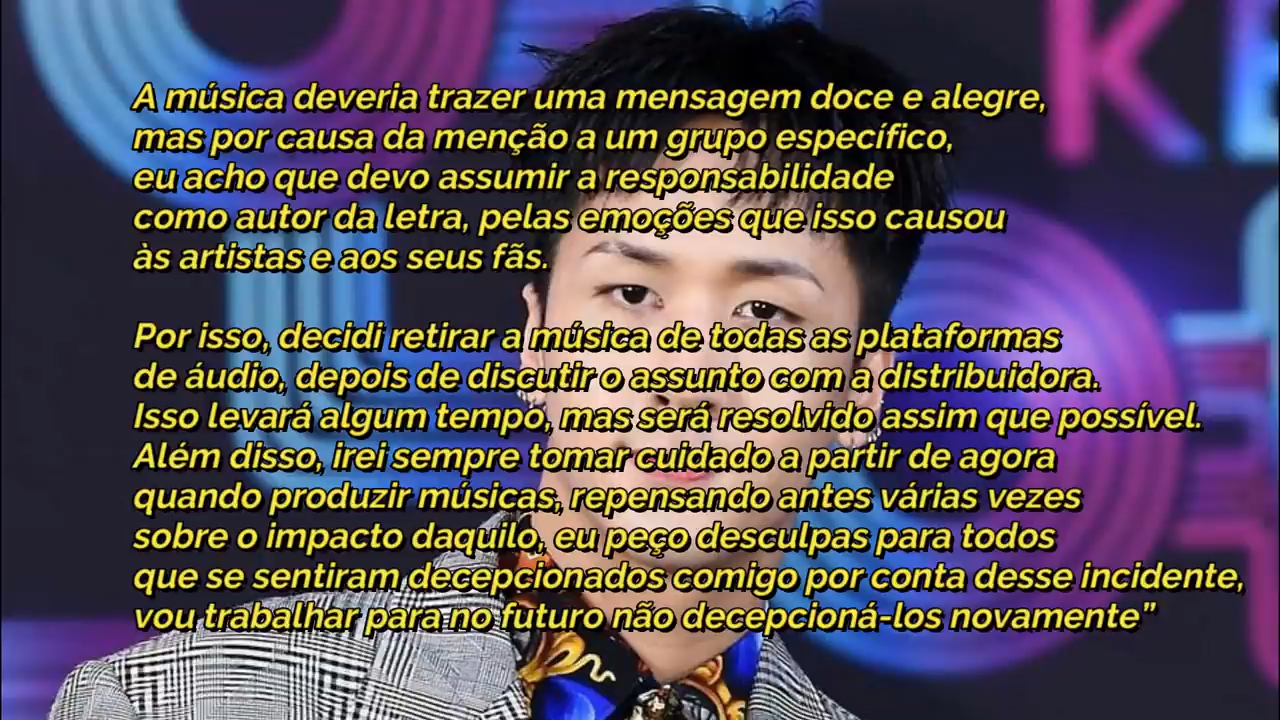 A música deveria trazer uma mensagem doce e alegre,
mas por causa da menção a um grupo específico,
eu acho que devo assumir a responsabilidade
como autor da letra, pelas emoções que isso causou
às artistas e aos seus fãs.
Por isso, decidi retirar a música de todas as plataformas
de áudio, depois de discutir o assunto com a distribuidora.
Isso levará algum tempo, mas será resolvido assim que possível.
Além disso, irei sempre tomar cuidado a partir de agora
quando produzir músicas, repensando antes várias vezes
sobre o impacto daquilo, eu peço desculpas para todos
que se sentiram decepcionados comigo por conta desse incidente,
vou trabalhar para no futuro não decepcioná-los novamente”